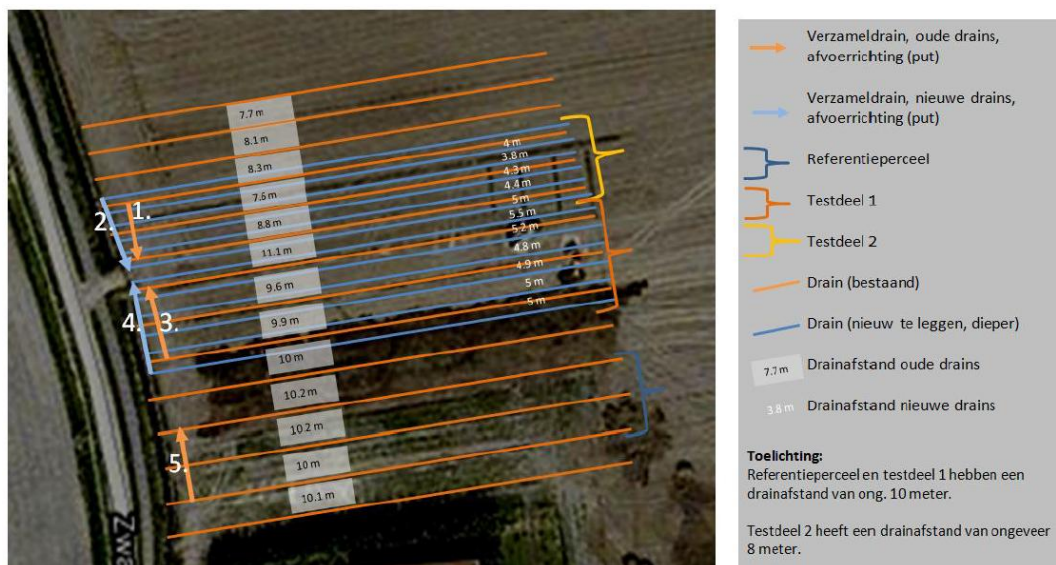 7.7 m
8.1 m
8.3 m
7.6 m
8.8 m
11.1 m
9.6 m
9.9 m
10 m
10.2 m
10.2 m
10 m
10.1 m
4 m
3.8 m
4.3 m
4.4 m
5 m
5.5 m
5.2 m
4.8 m
4.9 m
5 m
5 m
1.
2.
3.
4.
5.
Zwe
Verzameldrain, oude drains,
afvoerrichting (put)
Verzameldrain, nieuwe drains,
afvoerrichting (put)
Referentieperceel
Testdeel 1
Testdeel 2
Drain (bestaand)
Drain (nieuw te leggen, dieper)
7.7 m Drainafstand oude drains
3.8 m Drainafstand nieuwe drains
Toelichting:
Referentieperceel en testdeel 1 hebben een
drainafstand van ong. 10 meter.
Testdeel 2 heeft een drainafstand van ongeveer
8 meter.